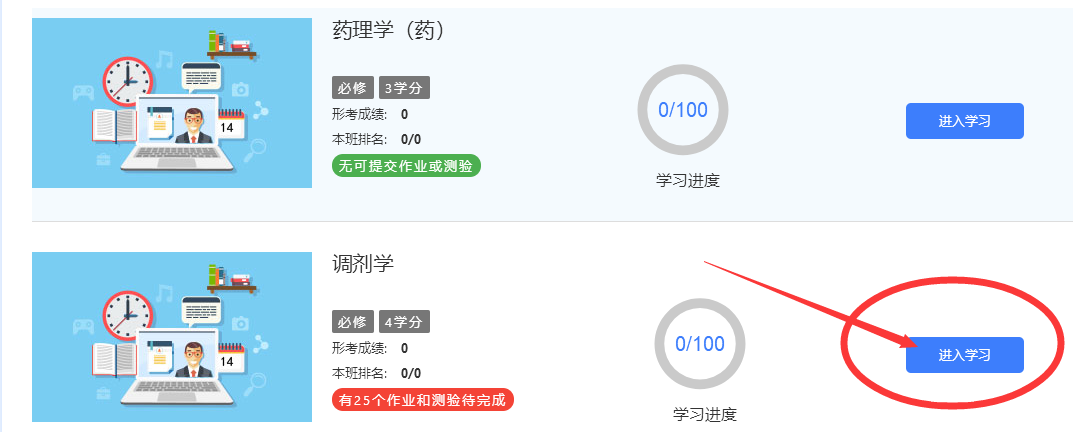 药理学（药）
必修 3学分
形考成绩： 0
本班排名： 0/0
无可提交作业或测验
0/100
学习进度
进入学习
14
调剂学
必修 4学分
形考成绩： 0
本班排名： 0/0
有25个作业和测验待完成
0/100
学习进度
进入学习
14